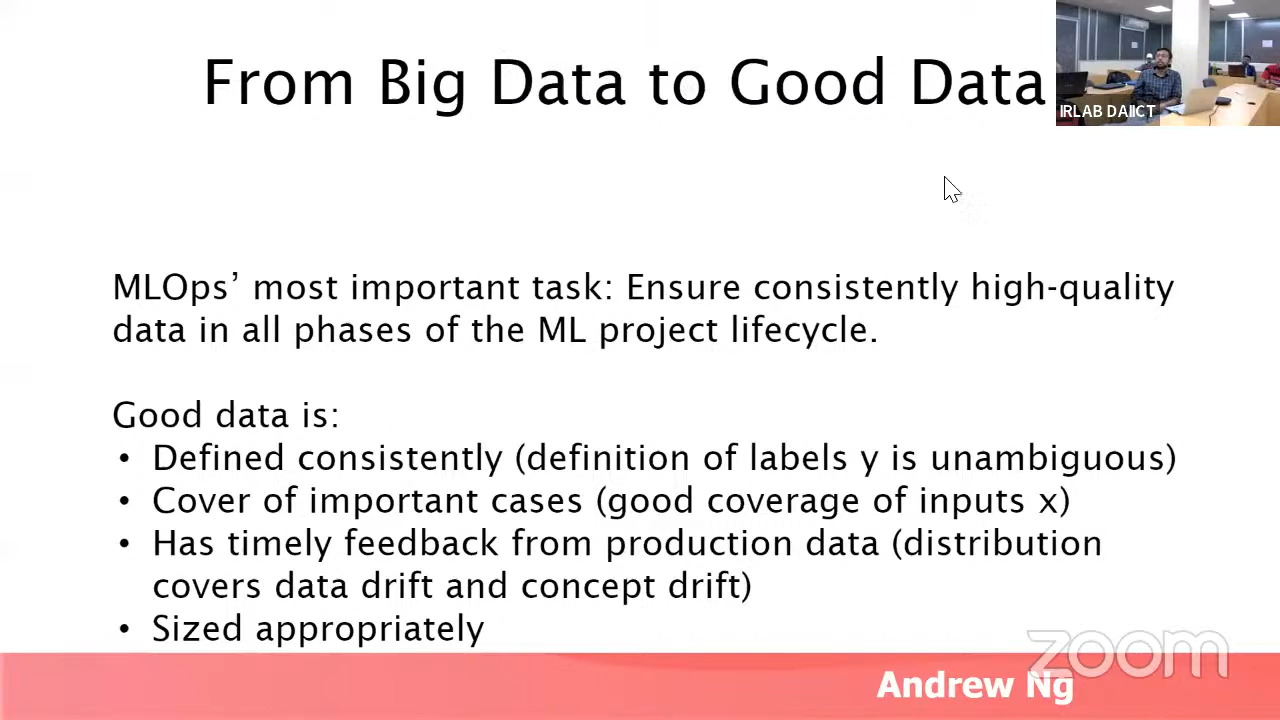 From Big Data to Good Data
IRLAB DAIICT
MLOps’ most important task: Ensure consistently high-quality
data in all phases of the ML project lifecycle.
Good data is:
• Defined consistently (definition of labels y is unambiguous)
• Cover of important cases (good coverage of inputs x)
• Has timely feedback from production data (distribution
covers data drift and concept drift)
• Sized appropriately
zoom
Andrew Ng